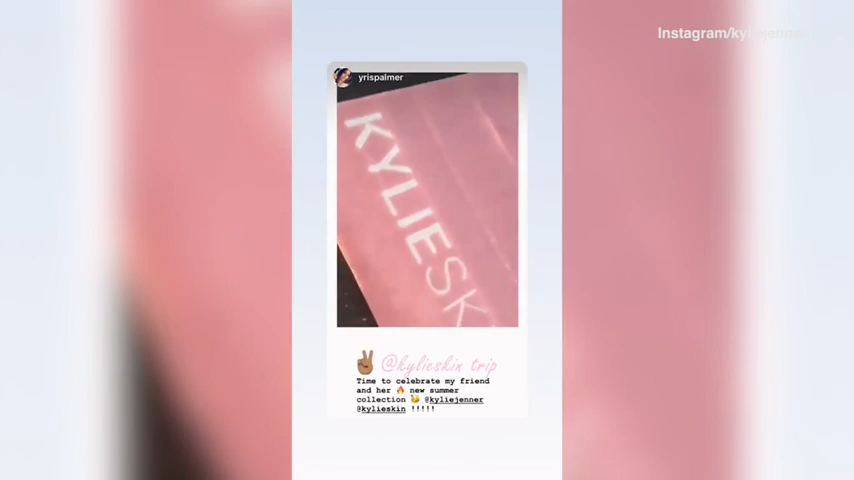 Instagram/kyliejenner
yrispalmer
KYLIESK
@kylieskin trip
Time to celebrate my friend
and her 🔥 new summer
collection 😘 @kyliejenner
@kylieskin !!!!!